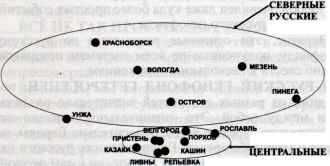 СЕВЕРНЫЕ
РУССКИЕ
КРАСНОБОРСК
ВОЛОГДА
МЕЗЕНЬ
ПИНЕГА
ОСТРОВ
УНЖА
БЕЛГОРОД
РОСЛАВЛЬ
ПРИСТЕНЬ
ПОРХОВ
КАЗАКИ
КАШИН
ЦЕНТРАЛЬНЫЕ
ЛИВНЫ
РЕПЬЕВКА